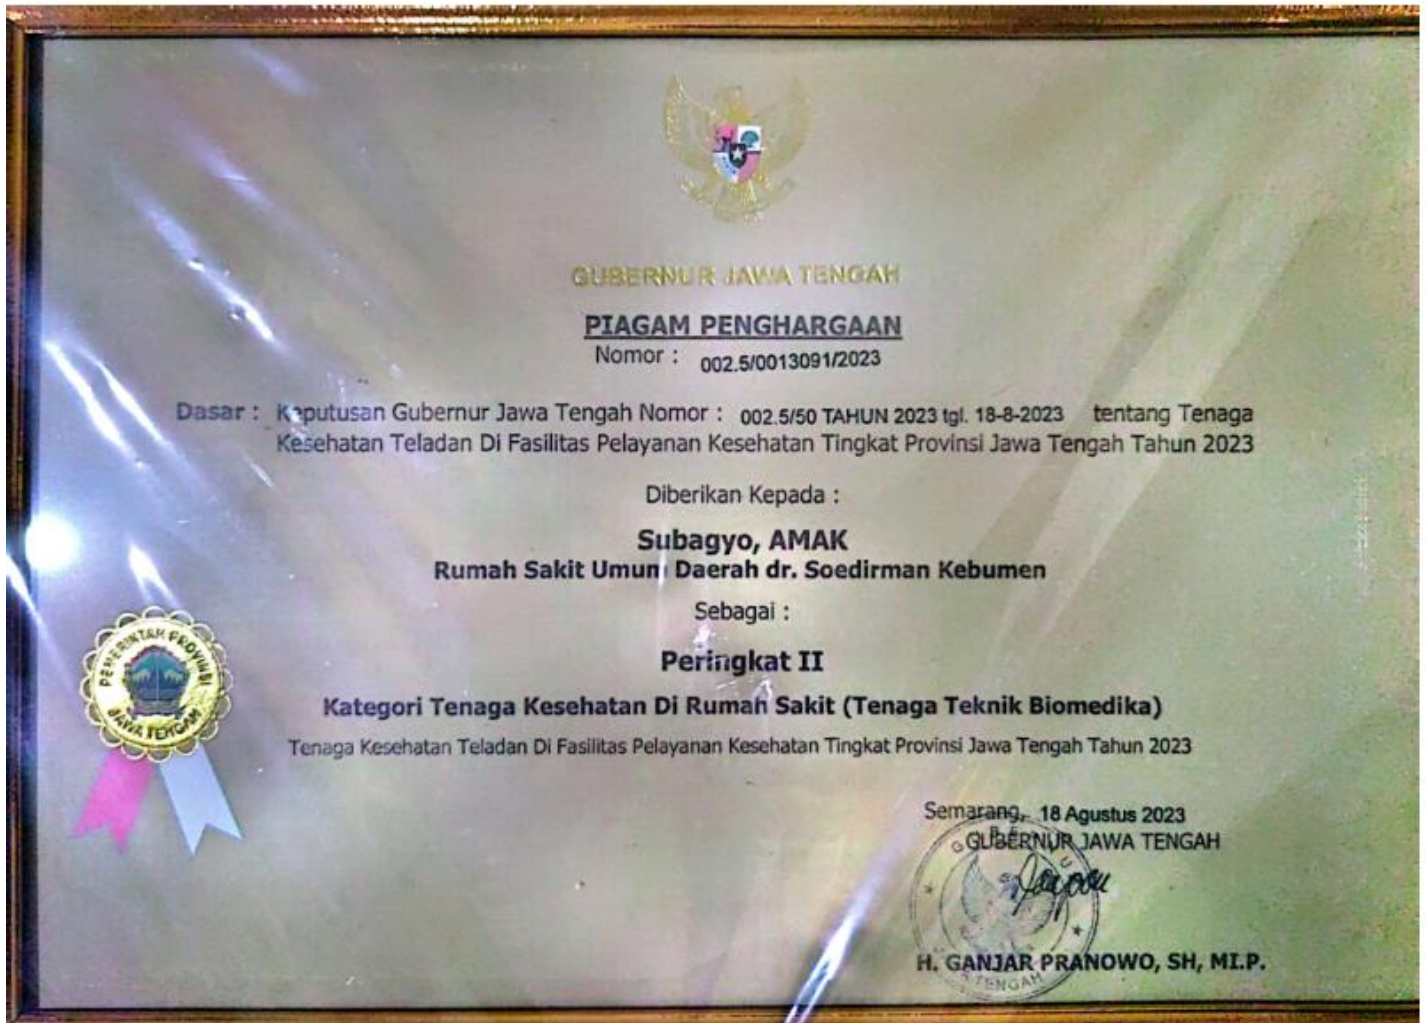 GUBERNUR JAWA TENGAH
PIAGAM PENGHARGAAN
Nomor : 002.5/0013091/2023
Dasar : Keputusan Gubernur Jawa Tengah Nomor : 002.5/50 TAHUN 2023 tgl. 18-8-2023 tentang Tenaga
Kesehatan Teladan Di Fasilitas Pelayanan Kesehatan Tingkat Provinsi Jawa Tengah Tahun 2023
Diberikan Kepada :
Subagyo, AMAK
Rumah Sakit Umum Daerah dr. Soedirman Kebumen
Sebagai :
Peringkat II
Kategori Tenaga Kesehatan Di Rumah Sakit (Tenaga Teknik Biomedika)
Tenaga Kesehatan Teladan Di Fasilitas Pelayanan Kesehatan Tingkat Provinsi Jawa Tengah Tahun 2023
PEMERINTAH PROVINSI
JAWA TENGAH
Semarang, 18 Agustus 2023
GUBERNUR JAWA TENGAH
H. GANJAR PRANOWO, SH, MI.P.